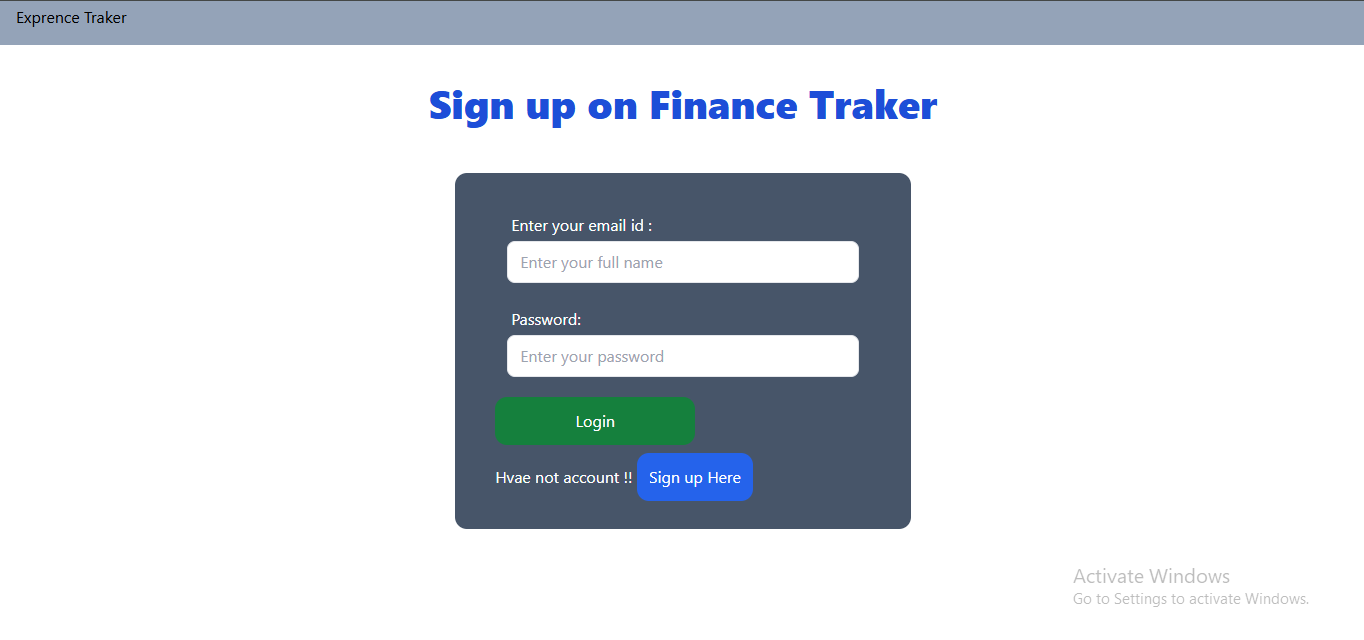 Exprence Traker
Sign up on Finance Traker
Enter your email id :
Enter your full name
Password:
Enter your password
Login
Hvae not account !! Sign up Here
Activate Windows
Go to Settings to activate Windows.